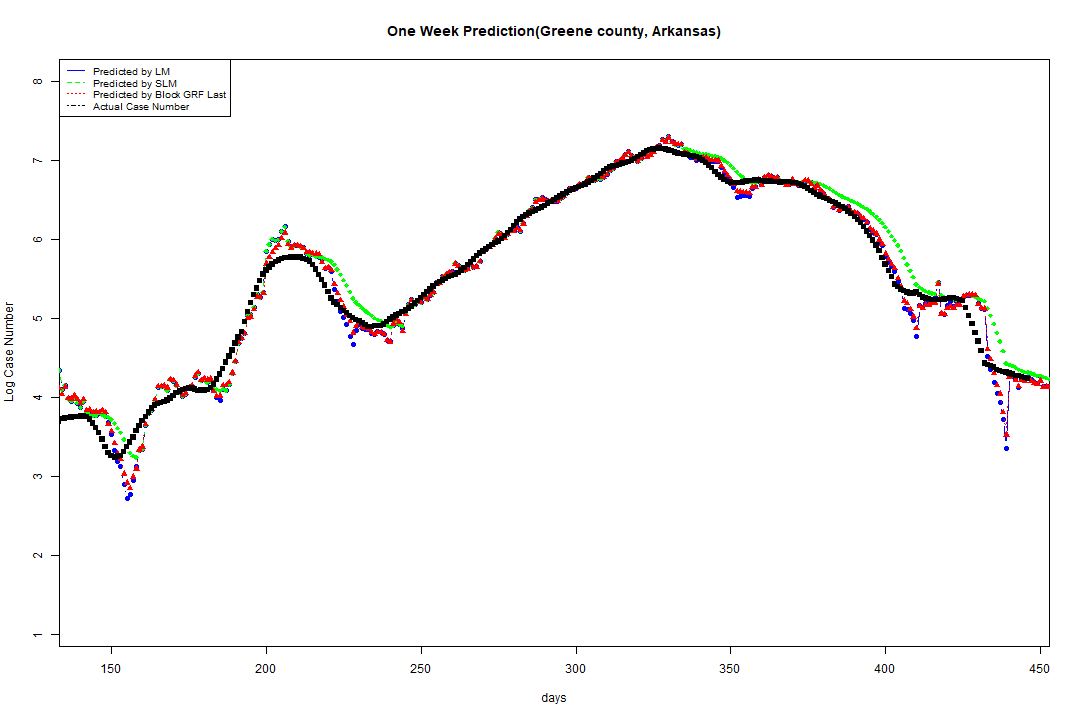 One Week Prediction(Greene county, Arkansas)
Predicted by LM
Predicted by SLM
Predicted by Block GRF Last
Actual Case Number
8
7
6
5
4
3
2
1
Log Case Number
150 200 250 300 350 400 450
days